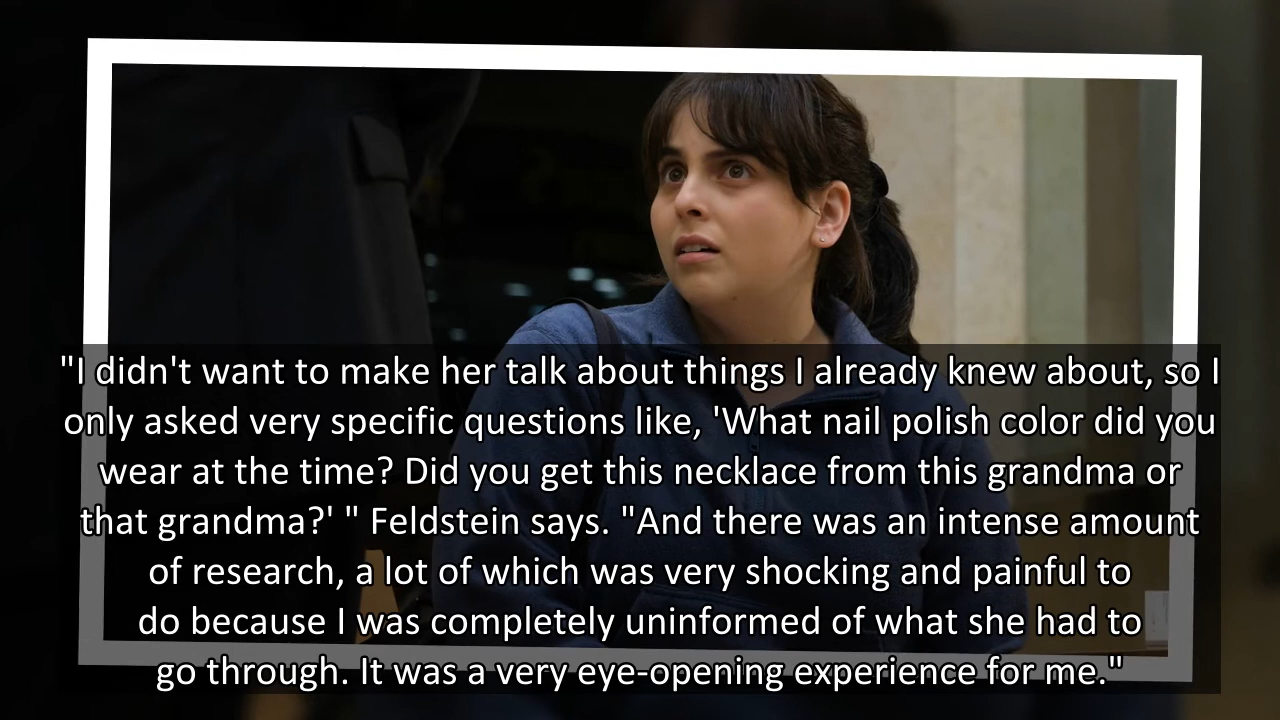 "I didn't want to make her talk about things I already knew about, so I
only asked very specific questions like, 'What nail polish color did you
wear at the time? Did you get this necklace from this grandma or
that grandma?' " Feldstein says. "And there was an intense amount
of research, a lot of which was very shocking and painful to
do because I was completely uninformed of what she had to
go through. It was a very eye-opening experience for me."